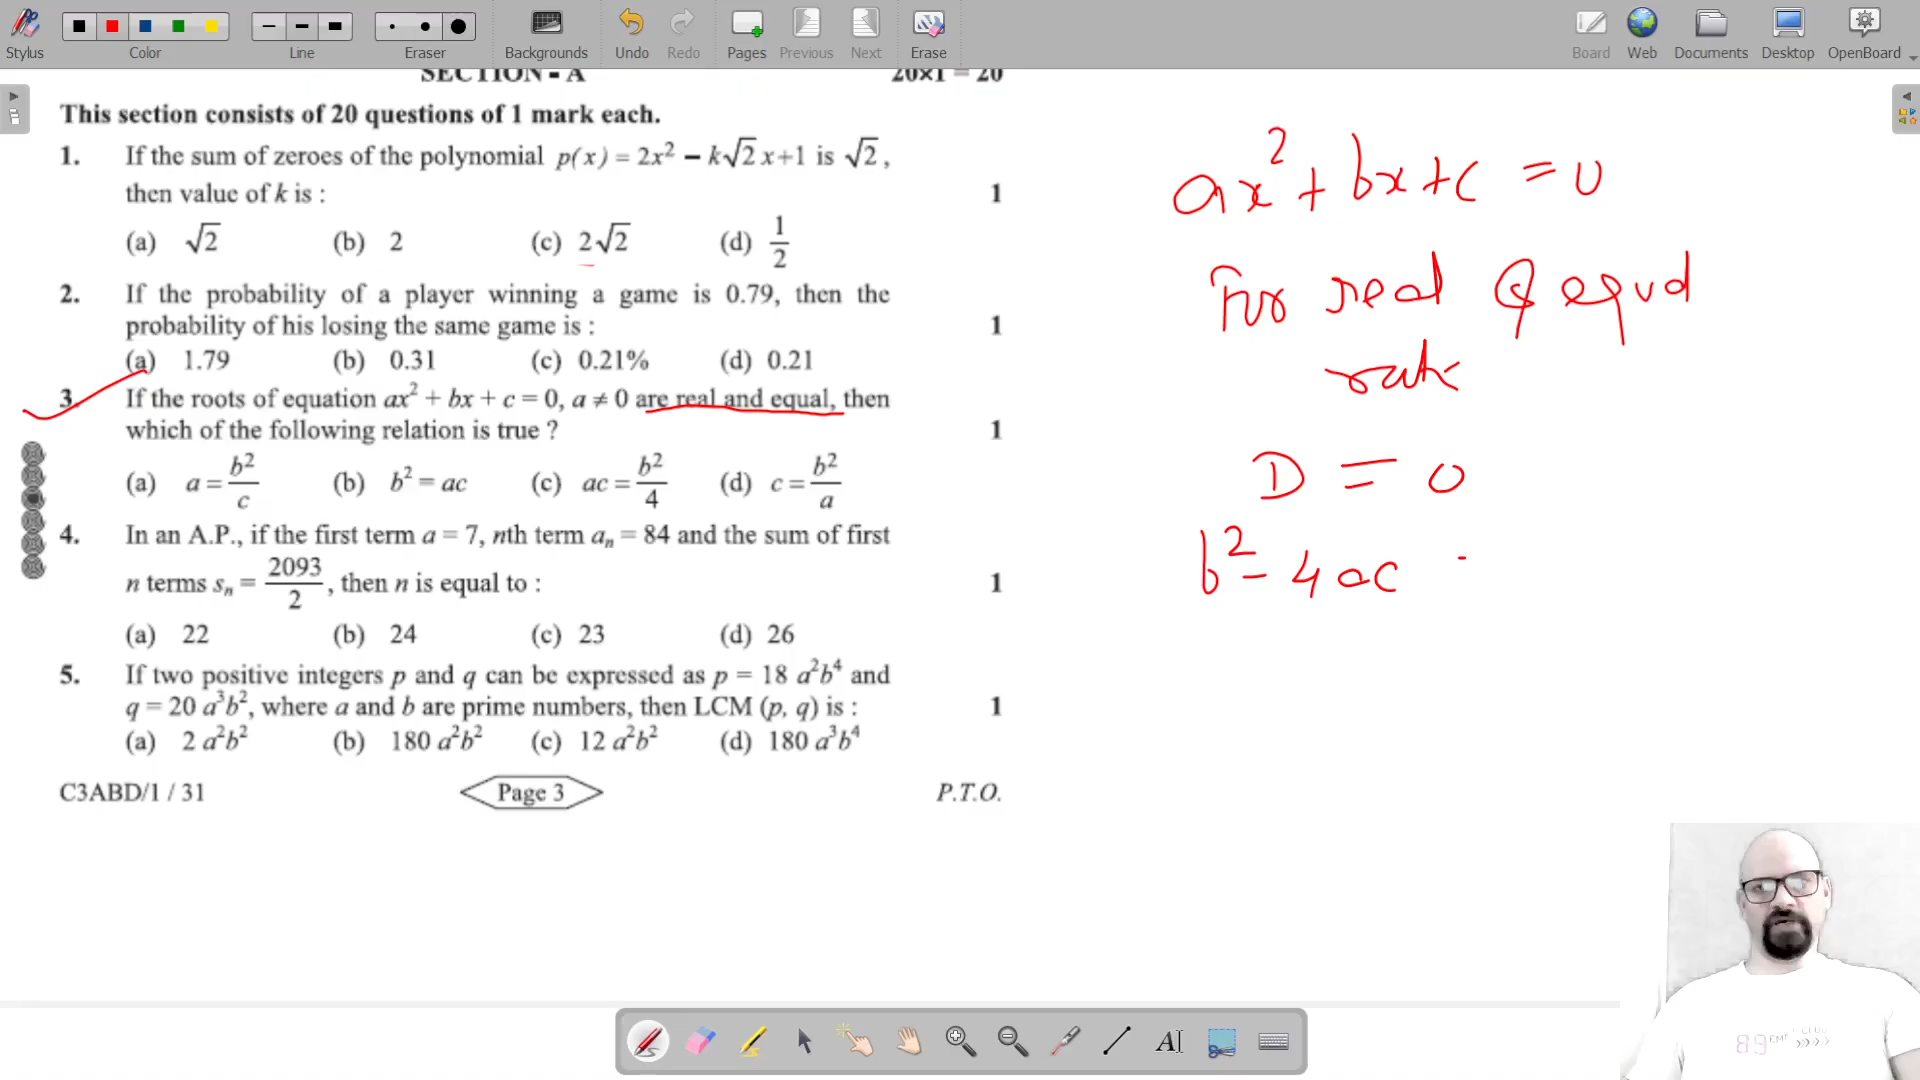 Stylus Color Line Eraser Backgrounds Undo Redo Pages Previous Next Erase Board Web Documents Desktop OpenBoard
SECTION - A 20×1 = 20
This section consists of 20 questions of 1 mark each.
1. If the sum of zeroes of the polynomial p(x) = 2x² − k√2 x+1 is √2,
then value of k is : 1
(a) √2 (b) 2 (c) 2√2 (d) 1/2
2. If the probability of a player winning a game is 0.79, then the
probability of his losing the same game is : 1
(a) 1.79 (b) 0.31 (c) 0.21% (d) 0.21
3. If the roots of equation ax² + bx + c = 0, a ≠ 0 are real and equal, then
which of the following relation is true ? 1
(a) a = b²/c (b) b² = ac (c) ac = b²/4 (d) c = b²/a
4. In an A.P., if the first term a = 7, nth term aₙ = 84 and the sum of first
n terms sₙ = 2093/2, then n is equal to : 1
(a) 22 (b) 24 (c) 23 (d) 26
5. If two positive integers p and q can be expressed as p = 18 a²b⁴ and
q = 20 a³b², where a and b are prime numbers, then LCM (p, q) is : 1
(a) 2 a²b² (b) 180 a²b² (c) 12 a²b² (d) 180 a³b⁴
C3ABD/1 / 31 Page 3 P.T.O.
ax² + bx + c = 0
For real & equal
D = 0
b² − 4ac